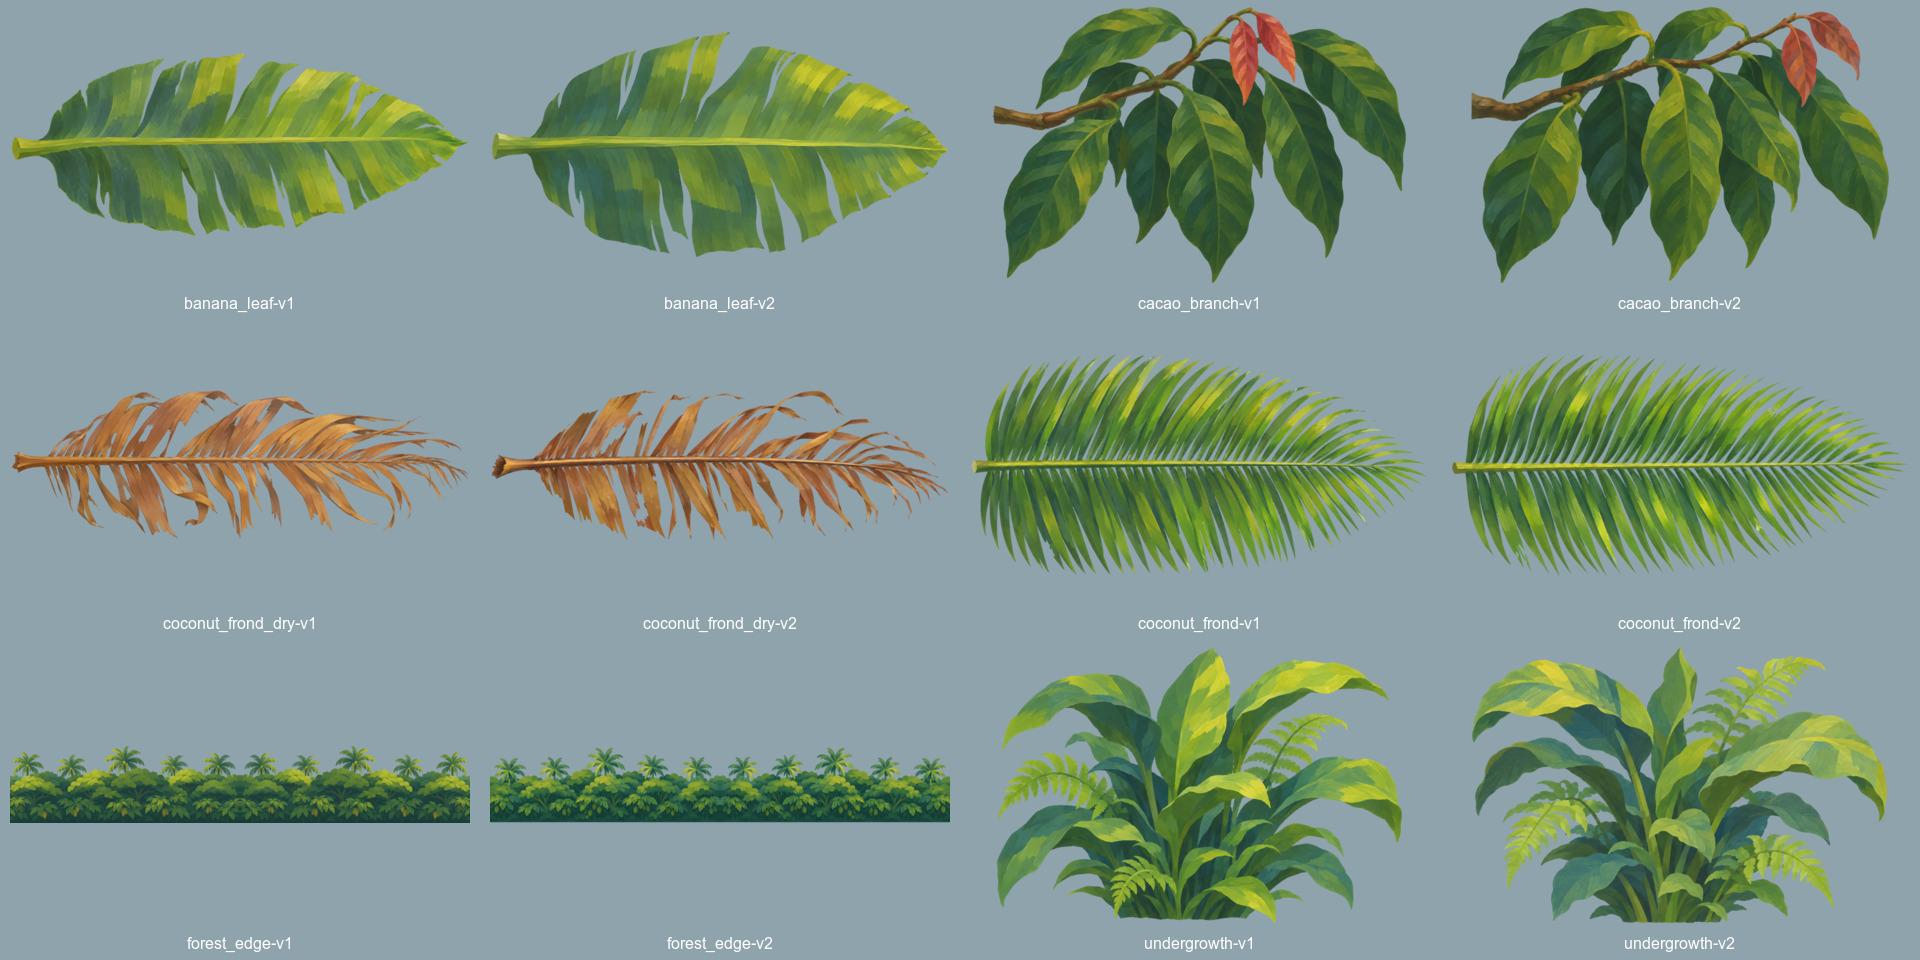 banana_leaf-v1
banana_leaf-v2
cacao_branch-v1
cacao_branch-v2
coconut_frond_dry-v1
coconut_frond_dry-v2
coconut_frond-v1
coconut_frond-v2
forest_edge-v1
forest_edge-v2
undergrowth-v1
undergrowth-v2